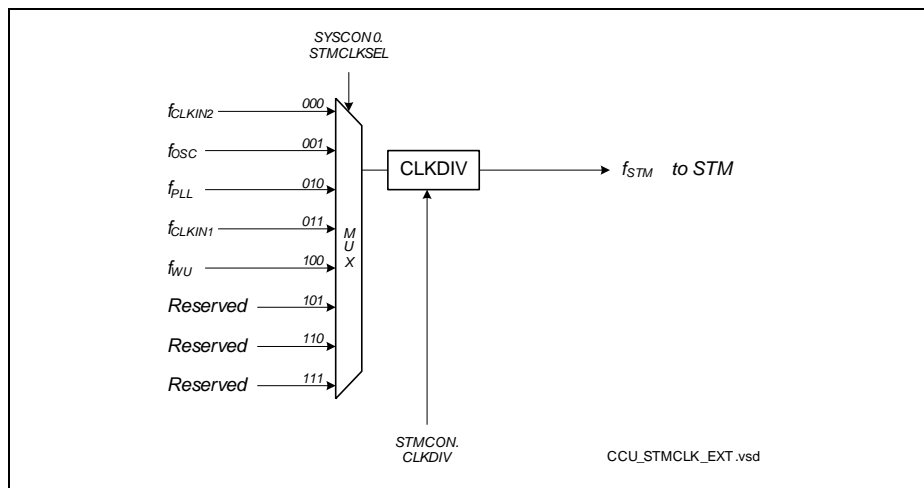 SYSCON0.
STMCLKSEL
fCLKIN2 000
fOSC 001
fPLL 010
fCLKIN1 011
fWU 100
Reserved 101
Reserved 110
Reserved 111
M
U
X
CLKDIV
fSTM to STM
STMCON.
CLKDIV
CCU_STMCLK_EXT.vsd